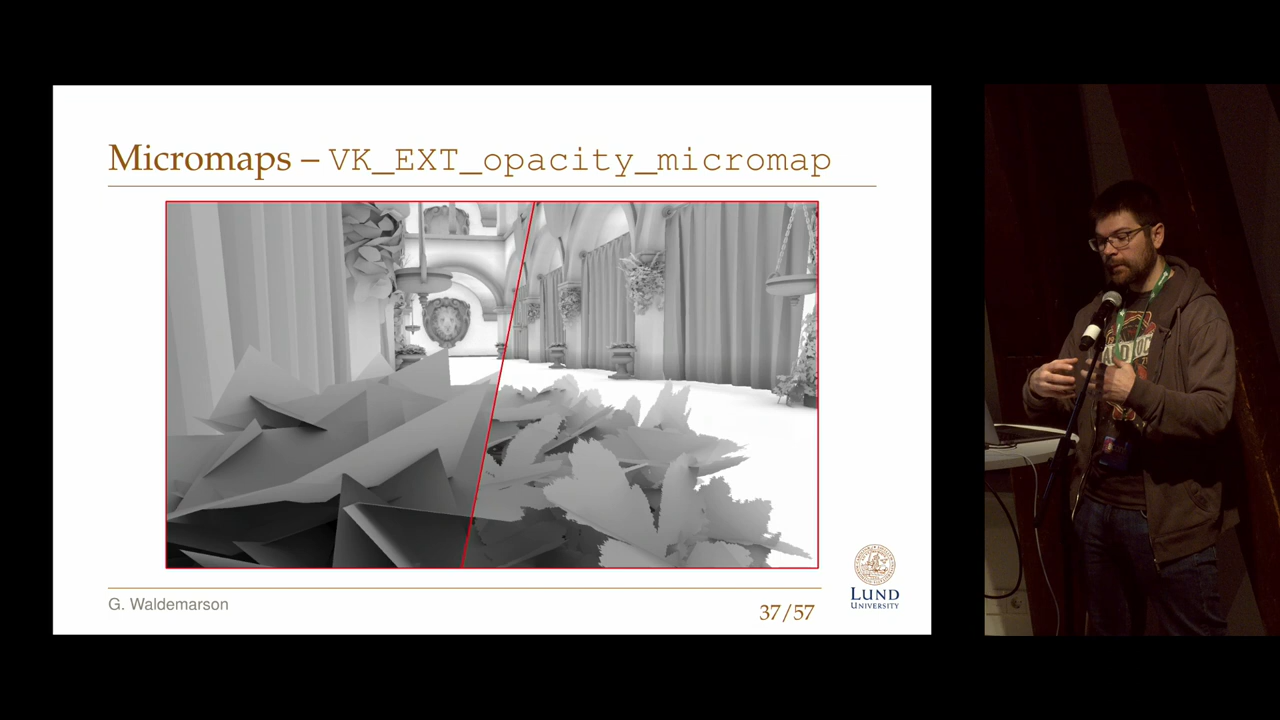 Micromaps – VK_EXT_opacity_micromap
G. Waldemarson
37/57
LUND
UNIVERSITY